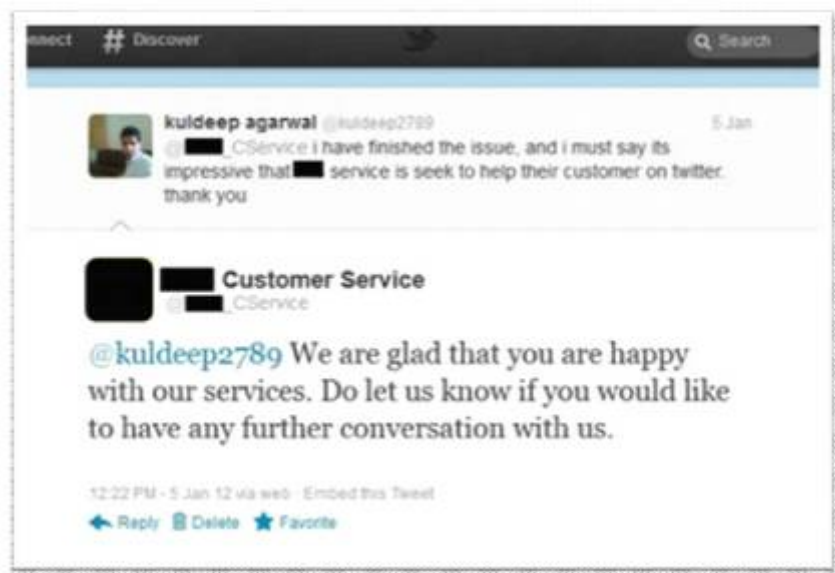 # Discover
Search
kuldeep agarwal @kuldeep2789 5 Jan
@ _CService i have finished the issue, and i must say its
impressive that service is seek to help their customer on twitter.
thank you
Customer Service
@ _CService
@kuldeep2789 We are glad that you are happy
with our services. Do let us know if you would like
to have any further conversation with us.
12:22 PM - 5 Jan 12 via web · Embed this Tweet
Reply Delete Favorite